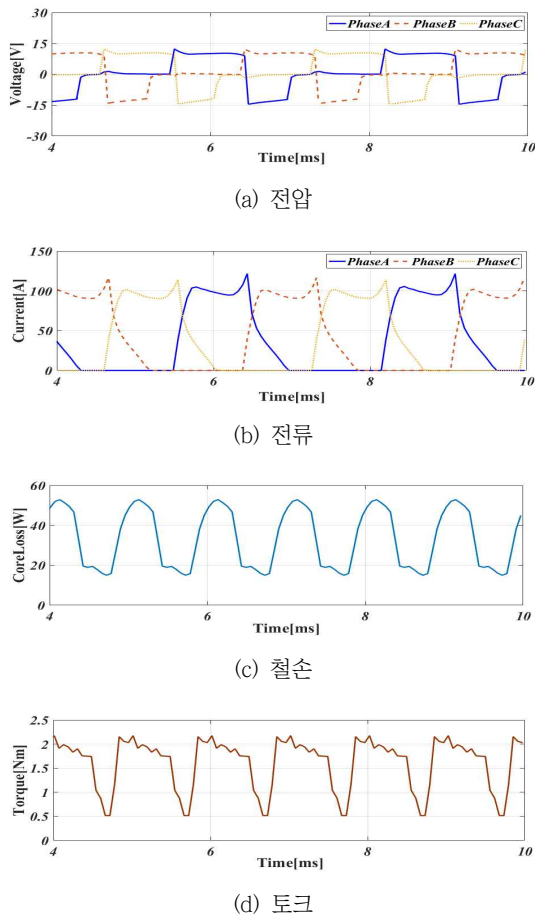 PhaseA PhaseB PhaseC
Voltage[V]
30
15
0
-15
-30
4 6 8 10
Time[ms]
(a) 전압
PhaseA PhaseB PhaseC
Current[A]
150
100
50
0
4 6 8 10
Time[ms]
(b) 전류
CoreLoss[W]
60
40
20
0
4 6 8 10
Time[ms]
(c) 철손
Torque[Nm]
2.5
2
1.5
1
0.5
0
4 6 8 10
Time[ms]
(d) 토크